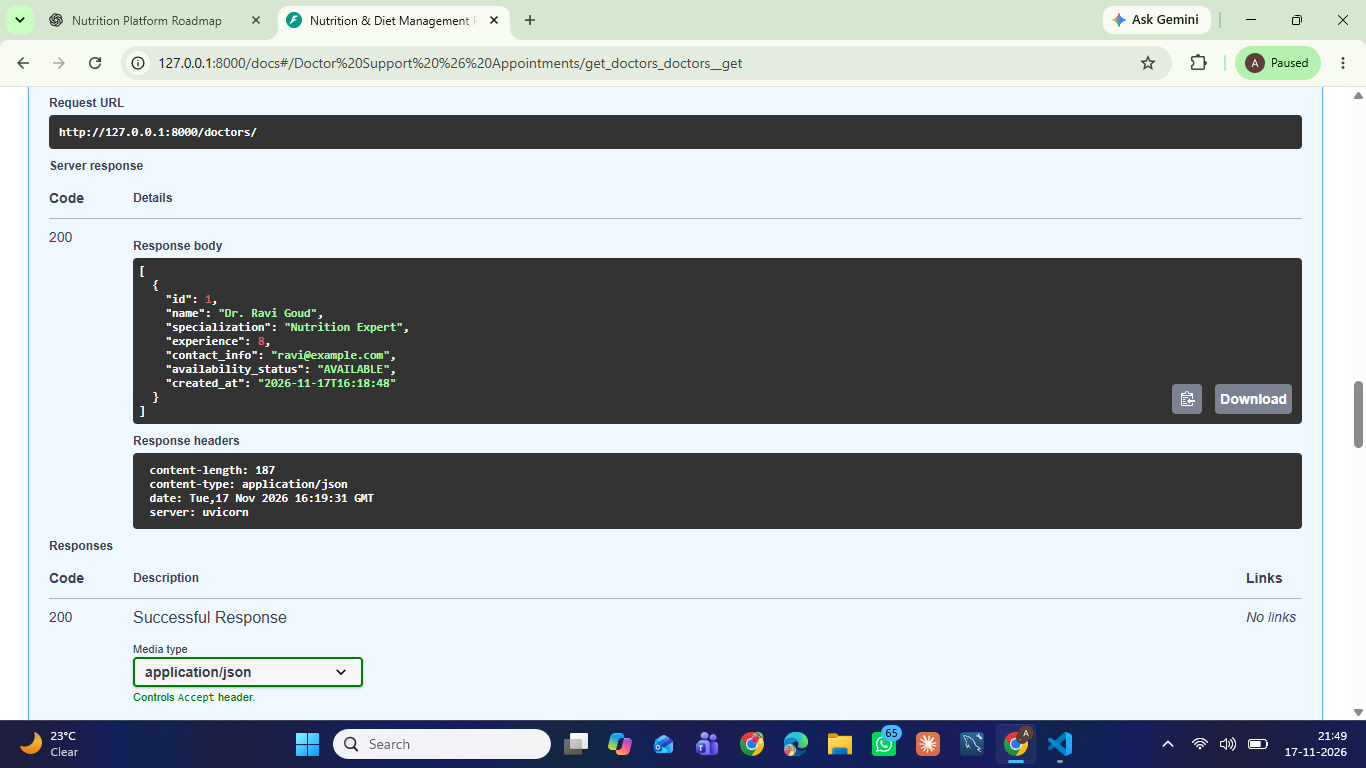 Nutrition Platform Roadmap
Nutrition & Diet Management
Ask Gemini
127.0.0.1:8000/docs#/Doctor%20Support%20%26%20Appointments/get_doctors_doctors__get
A
Paused
Request URL
http://127.0.0.1:8000/doctors/
Server response
Code Details
200
Response body
[
{
"id": 1,
"name": "Dr. Ravi Goud",
"specialization": "Nutrition Expert",
"experience": 8,
"contact_info": "ravi@example.com",
"availability_status": "AVAILABLE",
"created_at": "2026-11-17T16:18:48"
}
]
Download
Response headers
content-length: 187
content-type: application/json
date: Tue,17 Nov 2026 16:19:31 GMT
server: uvicorn
Responses
Code Description Links
200 Successful Response No links
Media type
application/json
Controls Accept header.
23°C
Clear
Search
65
A
21:49
17-11-2026